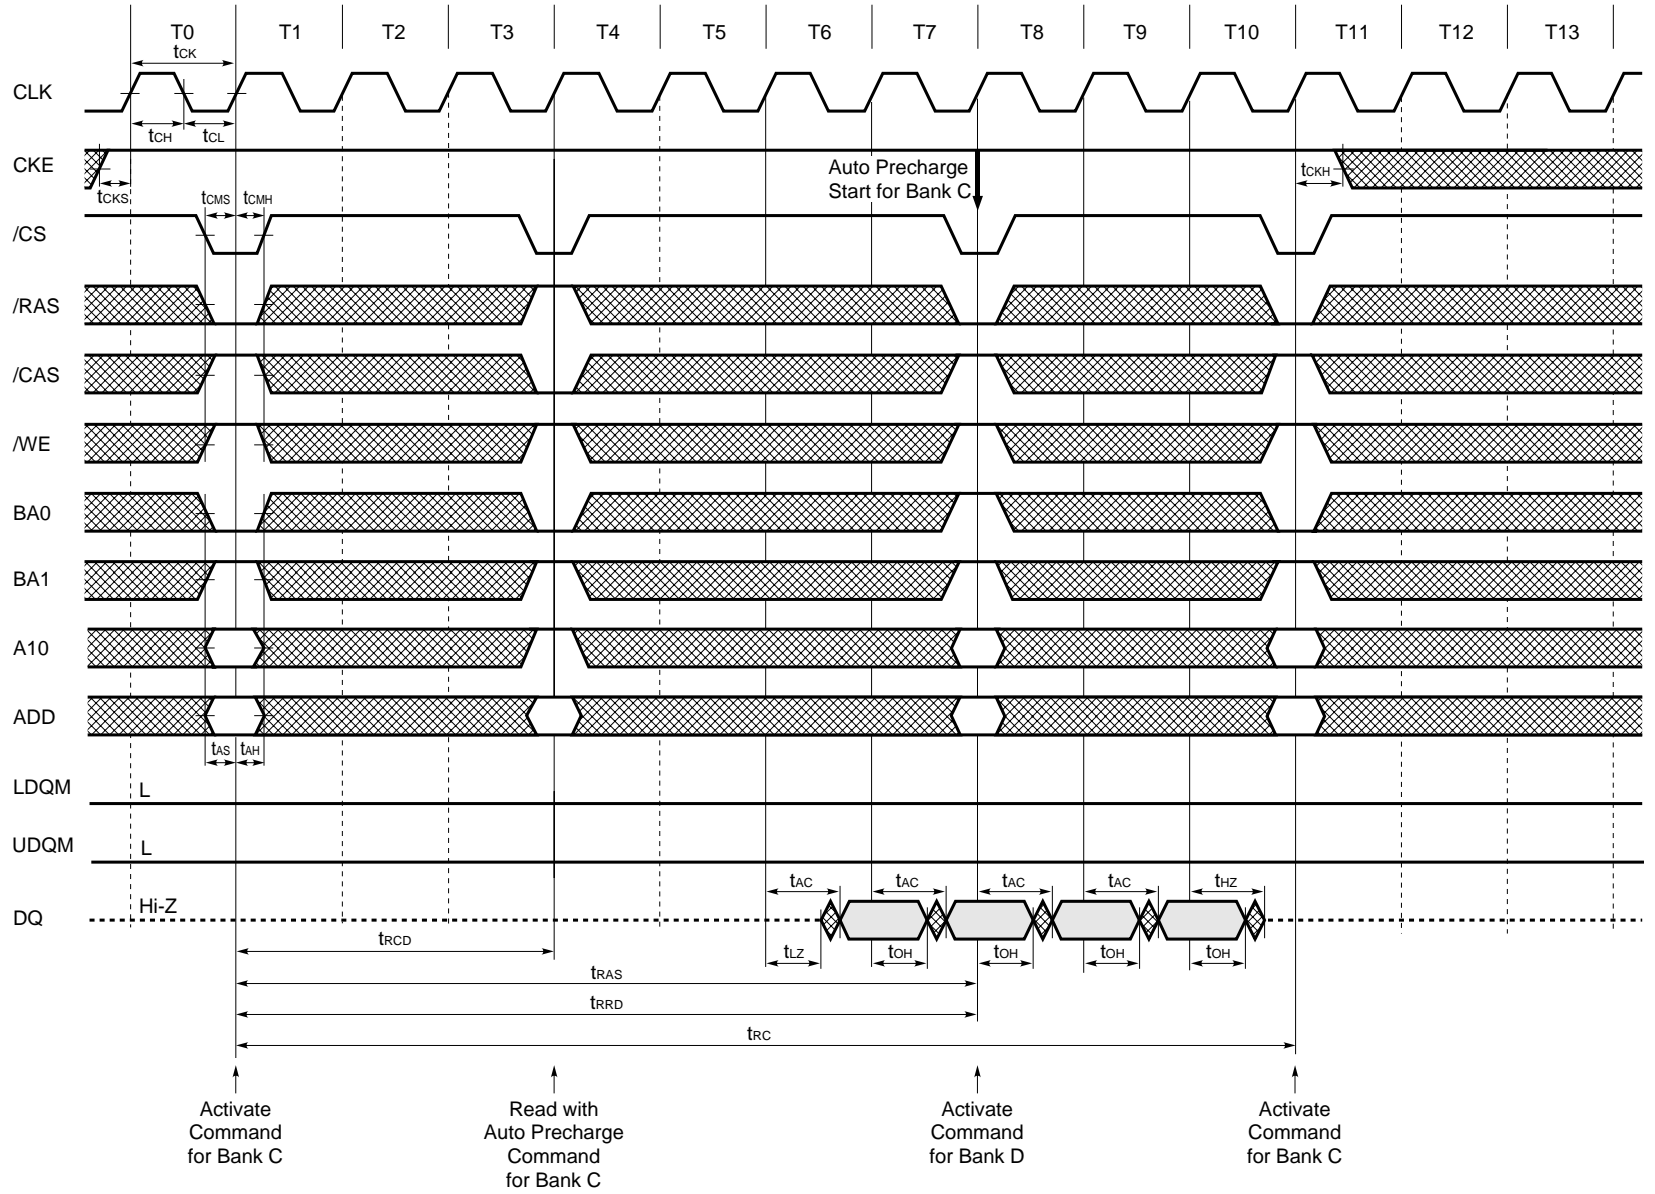 T0 T1 T2 T3 T4 T5 T6 T7 T8 T9 T10 T11 T12 T13
tCK
CLK
tCH tCL
CKE
Auto Precharge
Start for Bank C
tCKH
tCKS
tCMS tCMH
/CS
/RAS
/CAS
/WE
BA0
BA1
A10
ADD
tAS tAH
LDQM L
UDQM L
tAC tAC tAC tAC tHZ
DQ Hi-Z
tLZ tOH tOH tOH tOH
tRCD
tRAS
tRRD
tRC
Activate
Command
for Bank C
Read with
Auto Precharge
Command
for Bank C
Activate
Command
for Bank D
Activate
Command
for Bank C